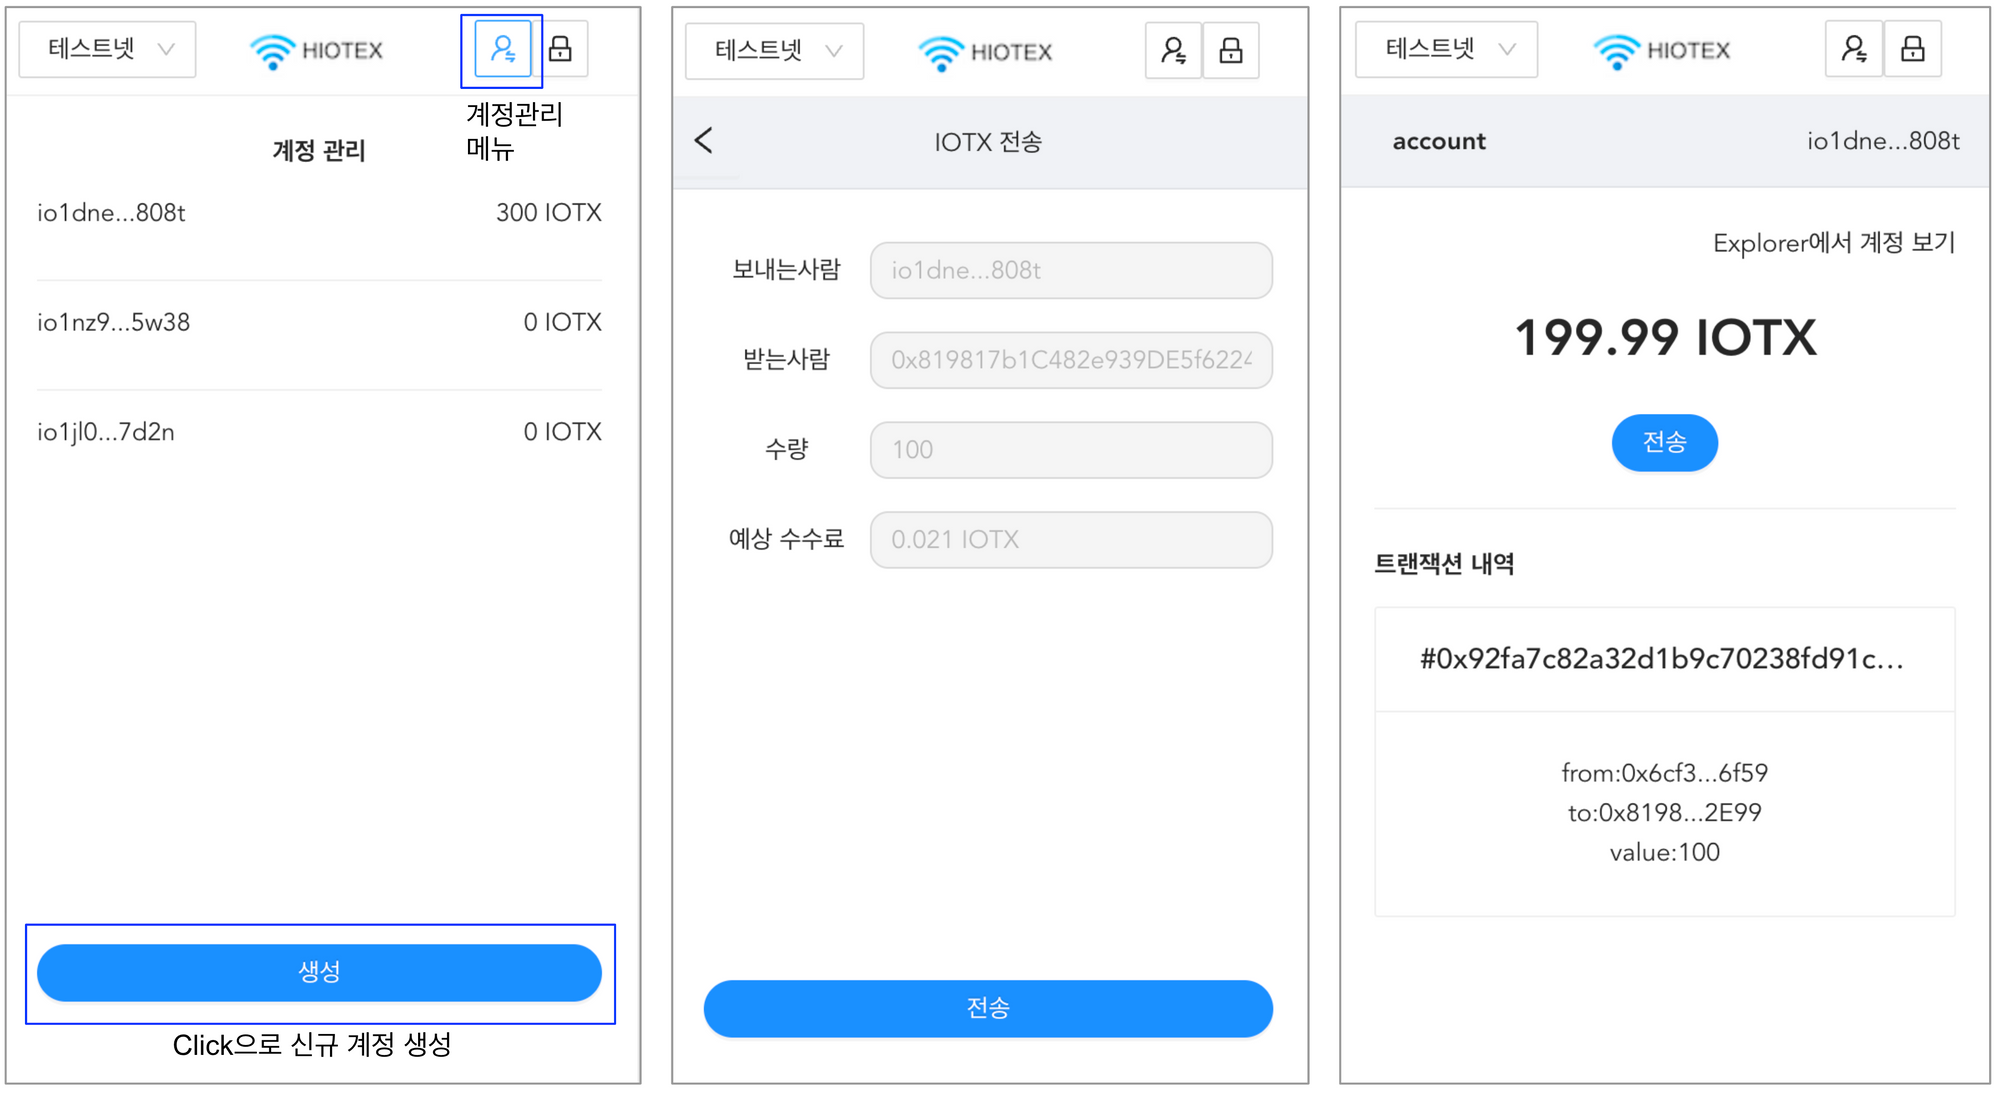 테스트넷
HIOTEX
계정관리
메뉴
계정 관리
io1dne...808t
300 IOTX
io1nz9...5w38
0 IOTX
io1jl0...7d2n
0 IOTX
생성
Click으로 신규 계정 생성
테스트넷
HIOTEX
IOTX 전송
보내는사람
io1dne...808t
받는사람
0x819817b1C482e939DE5f6224
수량
100
예상 수수료
0.021 IOTX
전송
테스트넷
HIOTEX
account
io1dne...808t
Explorer에서 계정 보기
199.99 IOTX
전송
트랜잭션 내역
#0x92fa7c82a32d1b9c70238fd91c...
from:0x6cf3...6f59
to:0x8198...2E99
value:100